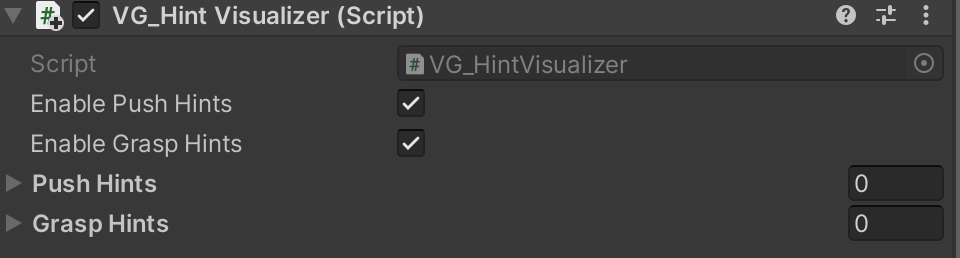 VG_Hint Visualizer (Script)
Script VG_HintVisualizer
Enable Push Hints
Enable Grasp Hints
Push Hints 0
Grasp Hints 0